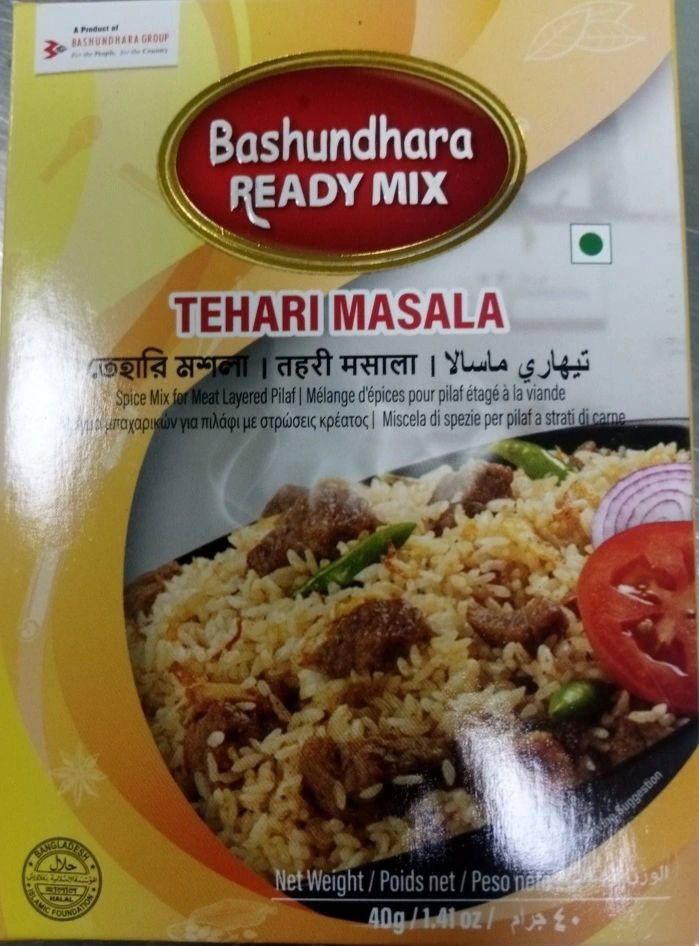 A Product of
BASHUNDHARA GROUP
For the People, for the Country
Bashundhara
READY MIX
TEHARI MASALA
তেহারি মশলা | तहरी मसाला | تيهاري ماسالا
Spice Mix for Meat Layered Pilaf | Mélange d'épices pour pilaf étagé à la viande
μπαχαρικών για πιλάφι με στρώσεις κρέατος | Miscela di spezie per pilaf a strati di carne
Suggestion
BANGLADESH
حلال
হালাল
HALAL
ISLAMIC FOUNDATION
Net Weight / Poids net / Peso neto الوزن
40g / 1.41 oz / ٤٠ جرام